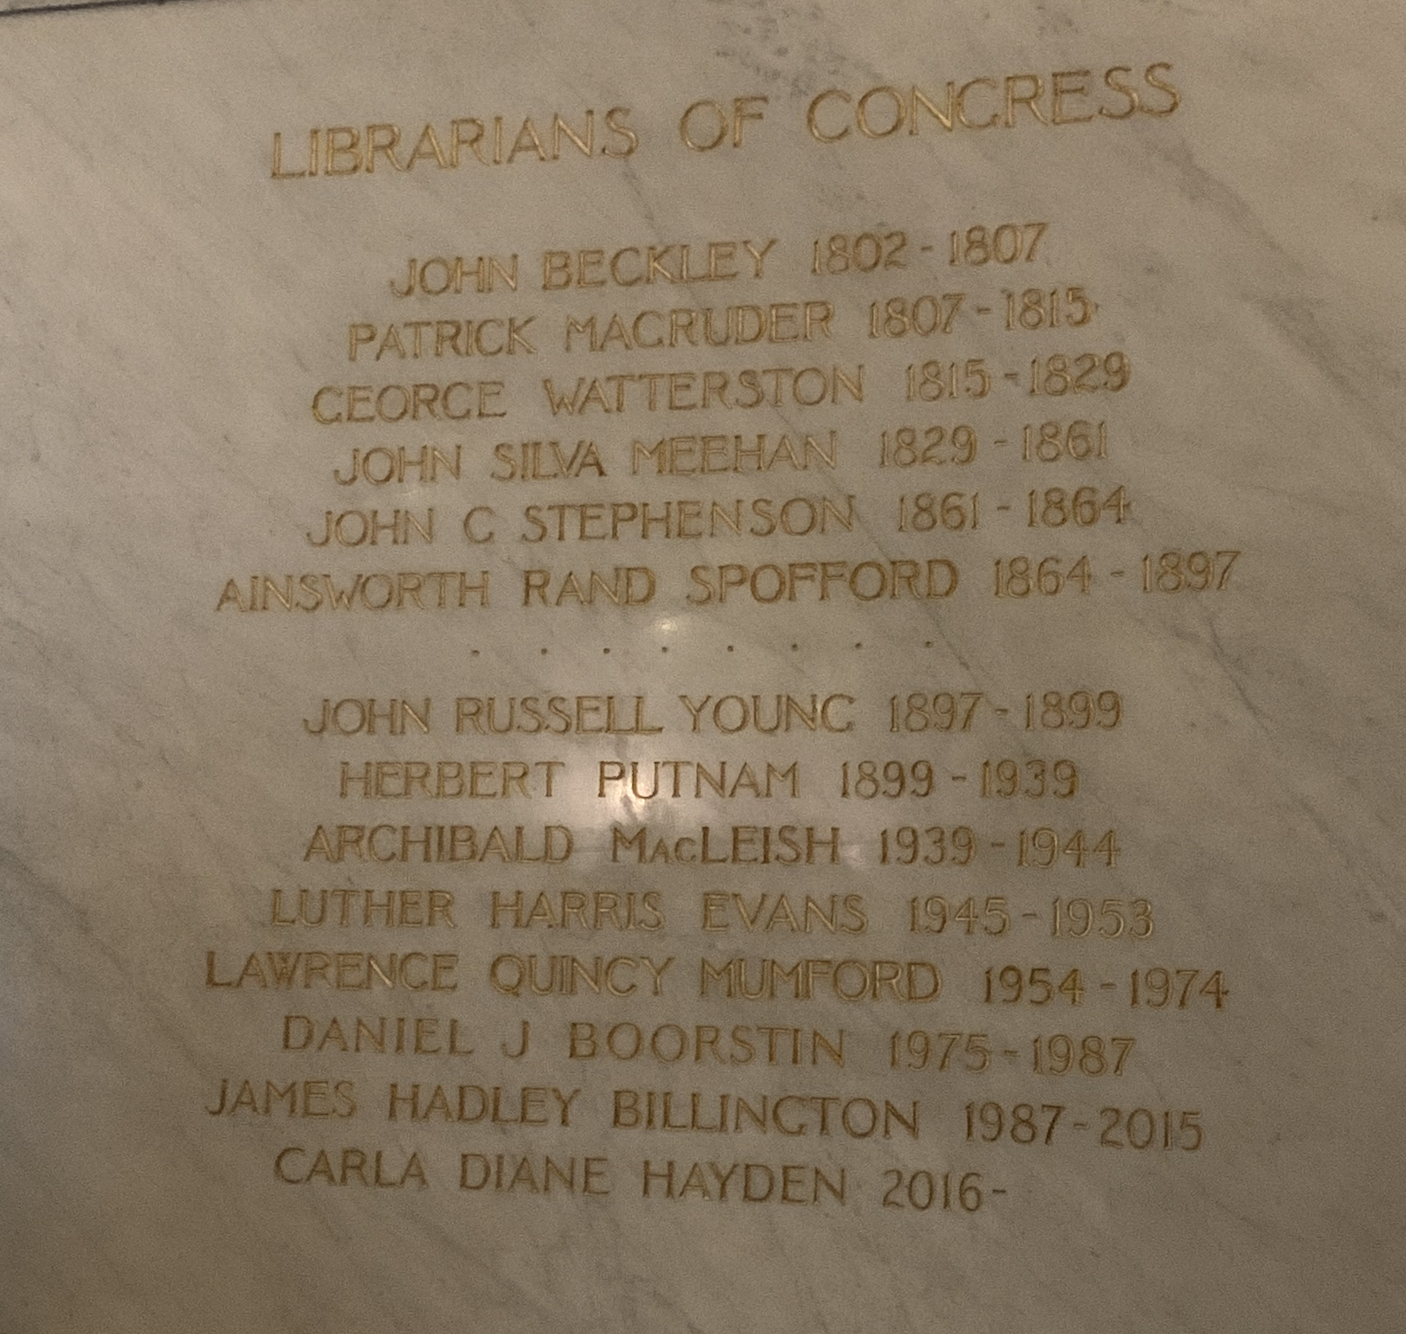 LIBRARIANS OF CONGRESS
JOHN BECKLEY 1802-1807
PATRICK MAGRUDER 1807-1815
GEORGE WATTERSTON 1815-1829
JOHN SILVA MEEHAN 1829-1861
JOHN G STEPHENSON 1861-1864
AINSWORTH RAND SPOFFORD 1864-1897
. . . . . . . .
JOHN RUSSELL YOUNG 1897-1899
HERBERT PUTNAM 1899-1939
ARCHIBALD MACLEISH 1939-1944
LUTHER HARRIS EVANS 1945-1953
LAWRENCE QUINCY MUMFORD 1954-1974
DANIEL J BOORSTIN 1975-1987
JAMES HADLEY BILLINGTON 1987-2015
CARLA DIANE HAYDEN 2016-